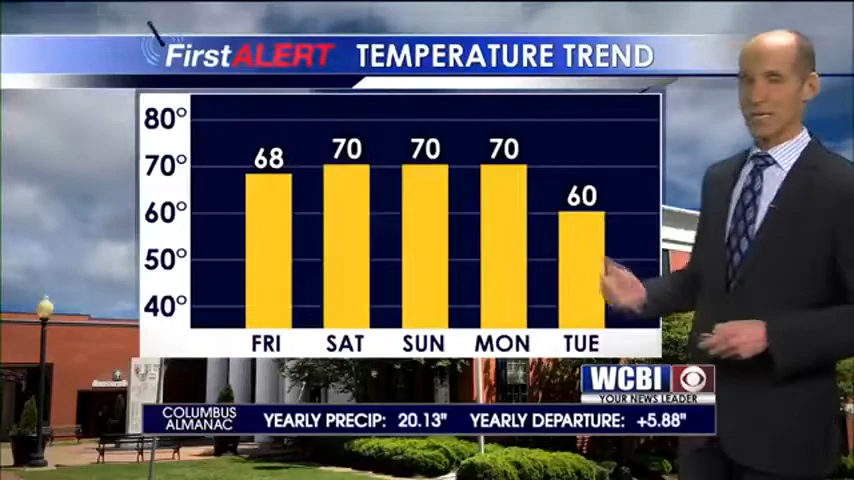 FirstALERT TEMPERATURE TREND
80°
70°
60°
50°
40°
68
70
70
70
60
FRI SAT SUN MON TUE
WCBI
YOUR NEWS LEADER
COLUMBUS
ALMANAC
YEARLY PRECIP: 20.13" YEARLY DEPARTURE: +5.88"